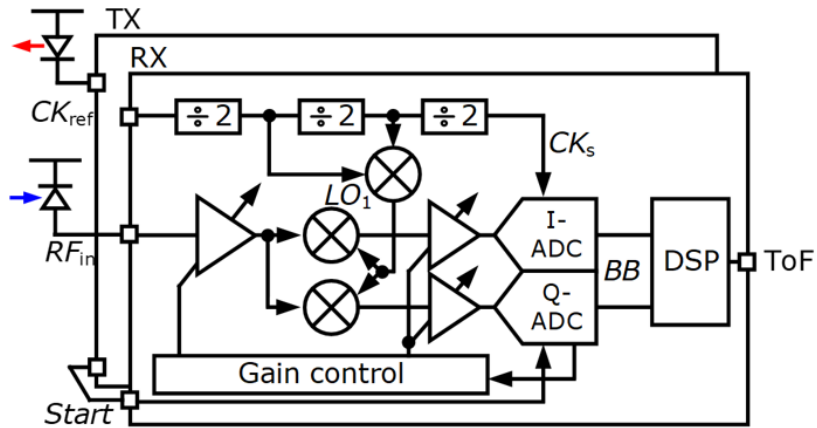 TX
RX
CKref
÷2 ÷2 ÷2
CKs
LO1
RFin
I-
ADC
Q-
ADC
BB
DSP
ToF
Gain control
Start